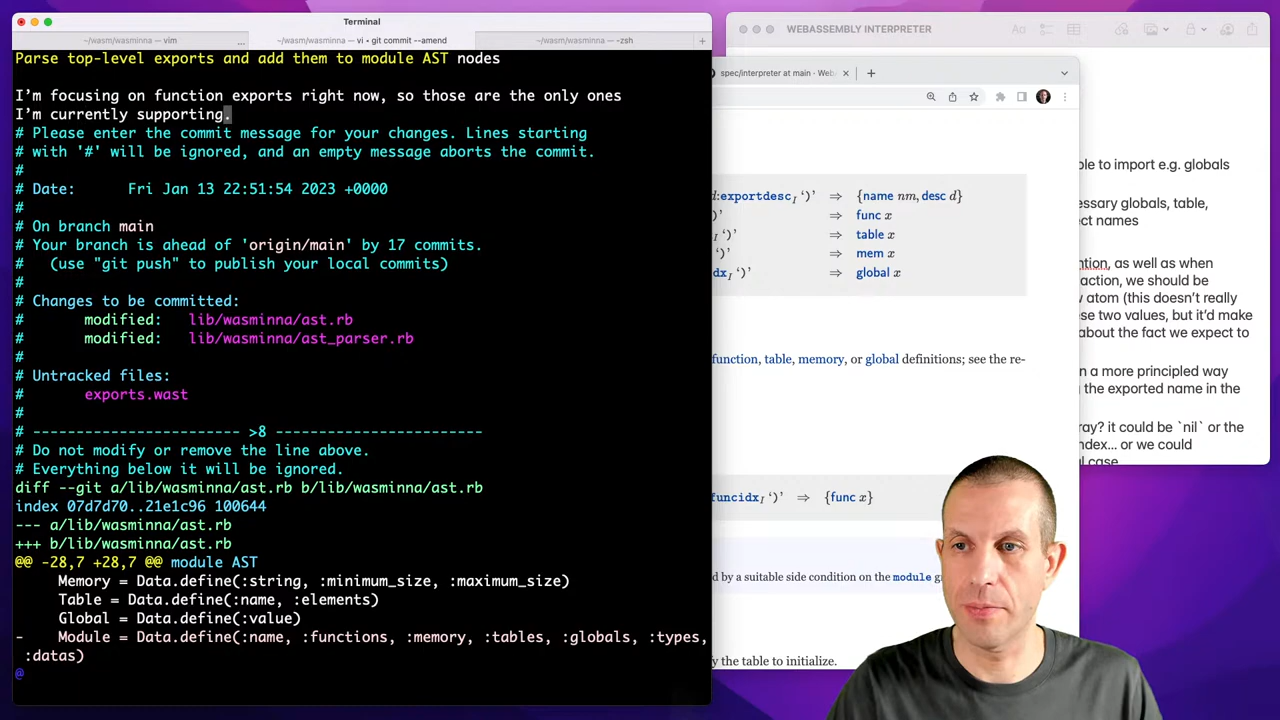 Terminal
~/wasm/wasminna — vim
...
~/wasm/wasminna — vi • git commit --amend
~/wasm/wasminna — -zsh
+
Parse top-level exports and add them to module AST nodes
I'm focusing on function exports right now, so those are the only ones
I'm currently supporting.
# Please enter the commit message for your changes. Lines starting
# with '#' will be ignored, and an empty message aborts the commit.
#
# Date:      Fri Jan 13 22:51:54 2023 +0000
#
# On branch main
# Your branch is ahead of 'origin/main' by 17 commits.
#   (use "git push" to publish your local commits)
#
# Changes to be committed:
#       modified:   lib/wasminna/ast.rb
#       modified:   lib/wasminna/ast_parser.rb
#
# Untracked files:
#       exports.wast
#
# ------------------------ >8 ------------------------
# Do not modify or remove the line above.
# Everything below it will be ignored.
diff --git a/lib/wasminna/ast.rb b/lib/wasminna/ast.rb
index 07d7d70..21e1c96 100644
--- a/lib/wasminna/ast.rb
+++ b/lib/wasminna/ast.rb
@@ -28,7 +28,7 @@ module AST
     Memory = Data.define(:string, :minimum_size, :maximum_size)
     Table = Data.define(:name, :elements)
     Global = Data.define(:value)
-    Module = Data.define(:name, :functions, :memory, :tables, :globals, :types,
 :datas)
@
WEBASSEMBLY INTERPRETER
Aa
spec/interpreter at main · Web
d:exportdescI ‘)’ ⇒ {name nm, desc d}
)’ ⇒ func x
I ‘)’ ⇒ table x
‘)’ ⇒ mem x
dxI ‘)’ ⇒ global x
function, table, memory, or global definitions; see the re-
funcidxI ‘)’ ⇒ {func x}
d by a suitable side condition on the module g
y the table to initialize.
ble to import e.g. globals
essary globals, table,
ect names
ntion, as well as when
action, we should be
w atom (this doesn't really
se two values, but it'd make
about the fact we expect to
n a more principled way
g the exported name in the
ray? it could be `nil` or the
ndex... or we could
l case